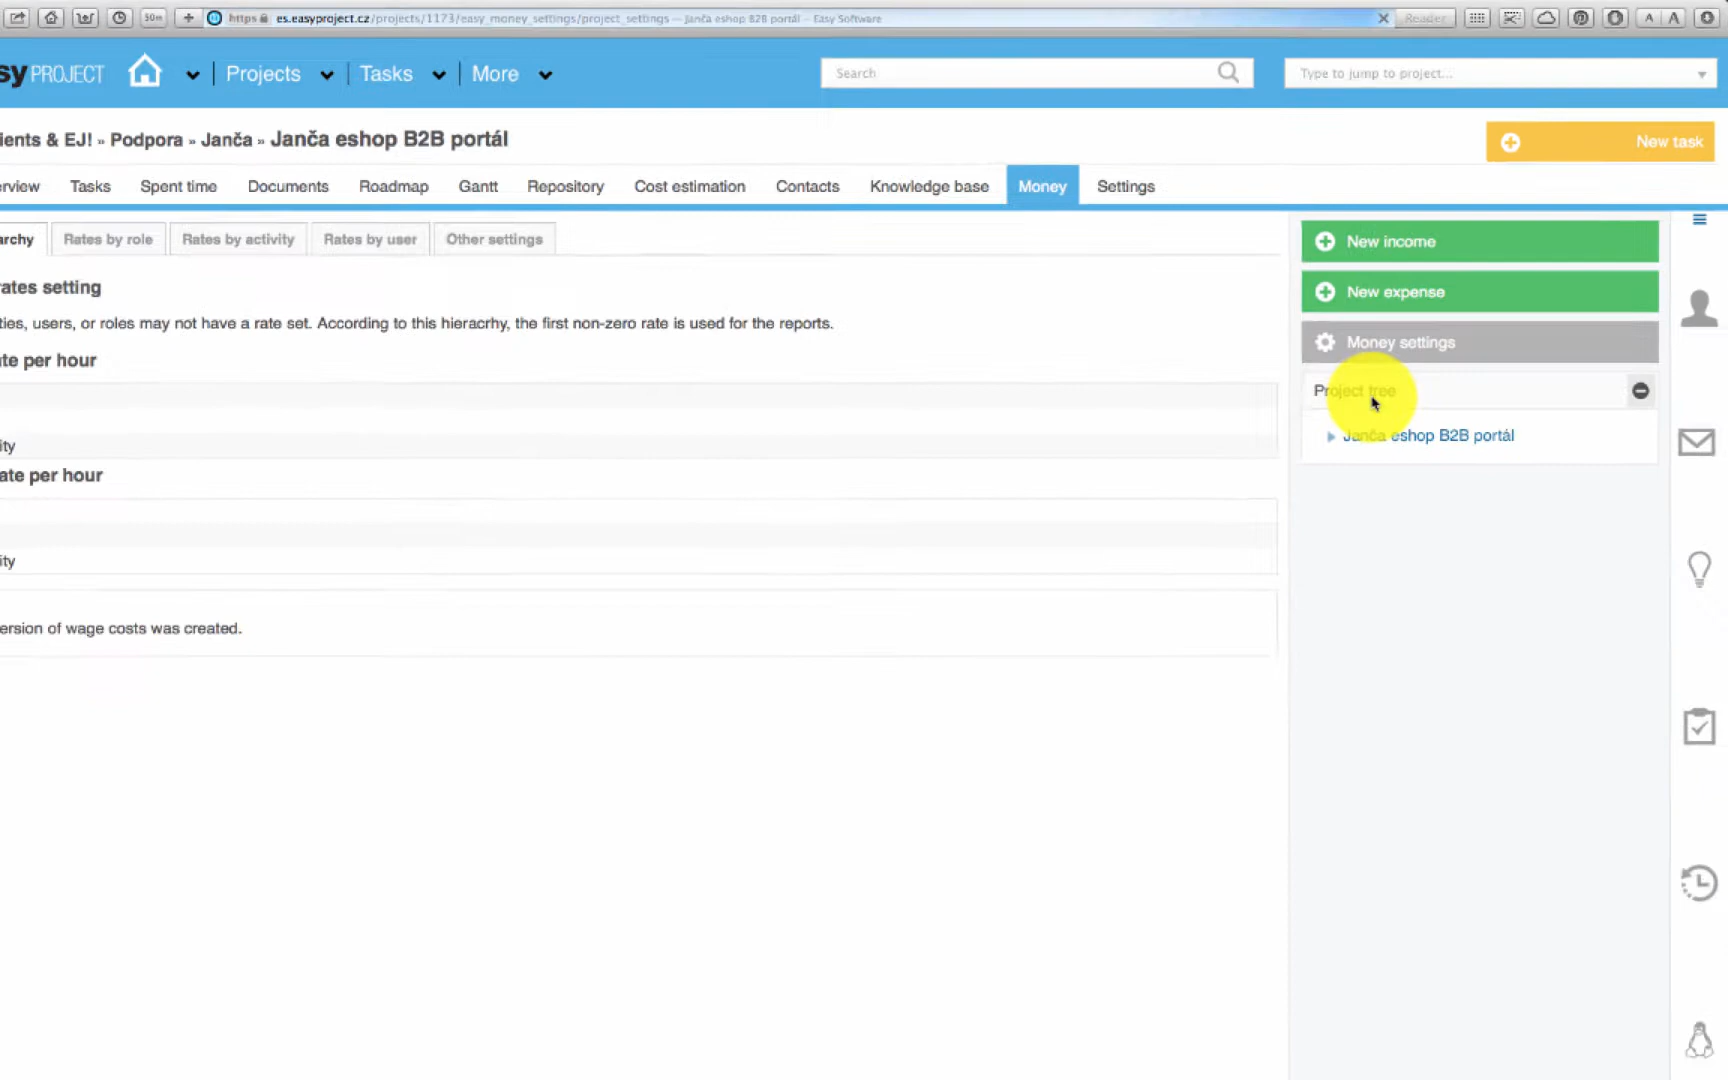 https es.easyproject.cz/projects/1173/easy_money_settings/project_settings — Janča eshop B2B portál – Easy Software
Reader
A A
sy PROJECT
Projects
Tasks
More
Search
Type to jump to project...
ients & EJ! » Podpora » Janča » Janča eshop B2B portál
New task
rview Tasks Spent time Documents Roadmap Gantt Repository Cost estimation Contacts Knowledge base Money Settings
archy Rates by role Rates by activity Rates by user Other settings
New income
ates setting
New expense
ties, users, or roles may not have a rate set. According to this hieracrhy, the first non-zero rate is used for the reports.
Money settings
ate per hour
Project tree
Janča eshop B2B portál
ity
ate per hour
ity
ersion of wage costs was created.